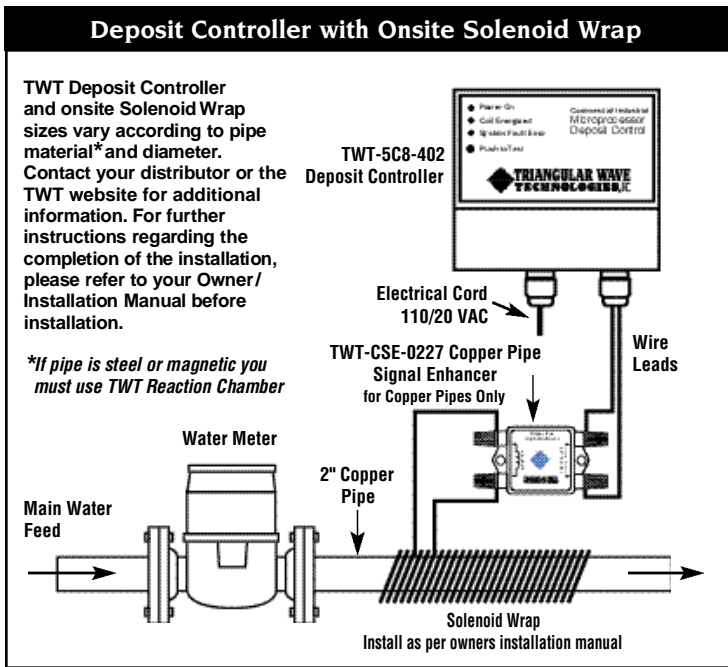 Deposit Controller with Onsite Solenoid Wrap
TWT Deposit Controller
and onsite Solenoid Wrap
sizes vary according to pipe
material* and diameter.
Contact your distributor or the
TWT website for additional
information. For further
instructions regarding the
completion of the installation,
please refer to your Owner/
Installation Manual before
installation.
*If pipe is steel or magnetic you
must use TWT Reaction Chamber
TWT-5C8-402
Deposit Controller
Power On
Coil Energized
System Fault Error
Push to Test
Commercial Industrial
Microprocessor
Deposit Control
TRIANGULAR WAVE
TECHNOLOGIES,
Electrical Cord
110/20 VAC
Wire
Leads
TWT-CSE-0227 Copper Pipe
Signal Enhancer
for Copper Pipes Only
Water Meter
2" Copper
Pipe
Main Water
Feed
Solenoid Wrap
Install as per owners installation manual